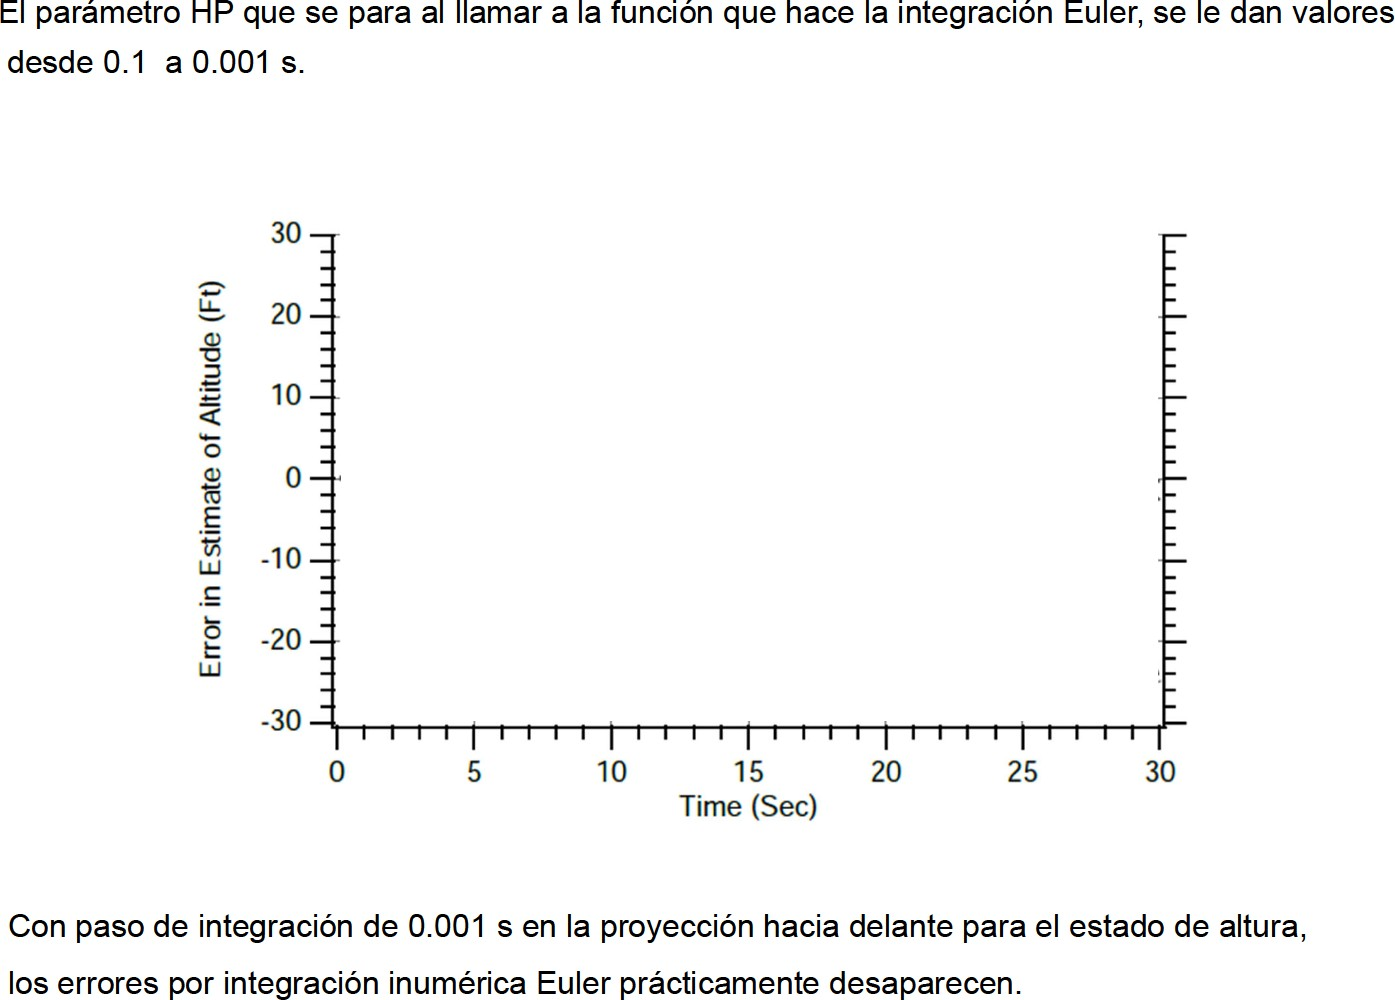 El parámetro HP que se para al llamar a la función que hace la integración Euler, se le dan valores
desde 0.1 a 0.001 s.
30
20
10
0
-10
-20
-30
Error in Estimate of Altitude (Ft)
0 5 10 15 20 25 30
Time (Sec)
Con paso de integración de 0.001 s en la proyección hacia delante para el estado de altura,
los errores por integración inumérica Euler prácticamente desaparecen.